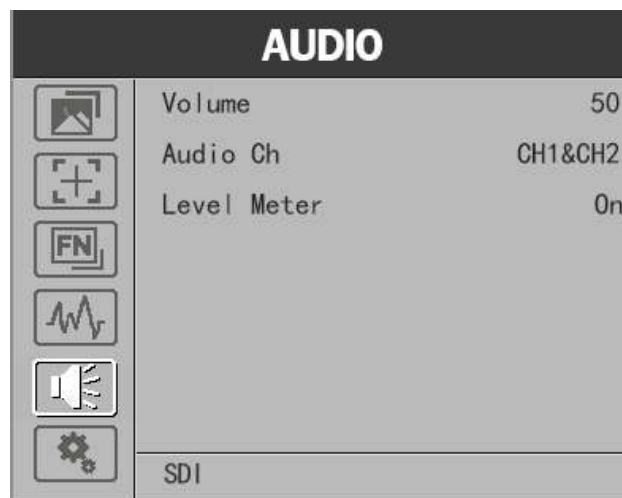 AUDIO
Volume 50
Audio Ch CH1&CH2
Level Meter On
FN
SDI